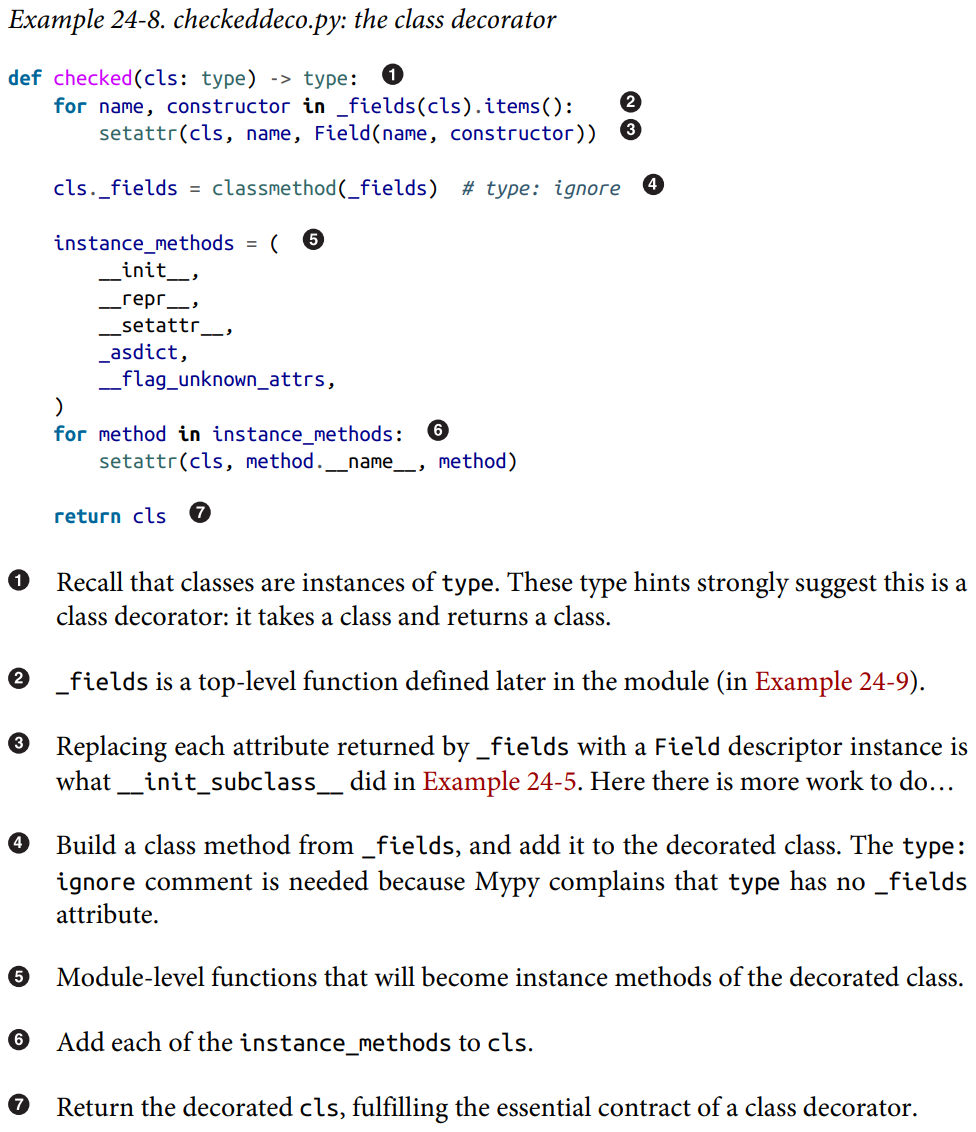 Example 24-8. checkeddeco.py: the class decorator
def checked(cls: type) -> type: ❶
    for name, constructor in _fields(cls).items(): ❷
        setattr(cls, name, Field(name, constructor)) ❸
    cls._fields = classmethod(_fields)  # type: ignore ❹
    instance_methods = ( ❺
        __init__,
        __repr__,
        __setattr__,
        _asdict,
        __flag_unknown_attrs,
    )
    for method in instance_methods: ❻
        setattr(cls, method.__name__, method)
    return cls ❼
❶ Recall that classes are instances of type. These type hints strongly suggest this is a
class decorator: it takes a class and returns a class.
❷ _fields is a top-level function defined later in the module (in Example 24-9).
❸ Replacing each attribute returned by _fields with a Field descriptor instance is
what __init_subclass__ did in Example 24-5. Here there is more work to do…
❹ Build a class method from _fields, and add it to the decorated class. The type:
ignore comment is needed because Mypy complains that type has no _fields
attribute.
❺ Module-level functions that will become instance methods of the decorated class.
❻ Add each of the instance_methods to cls.
❼ Return the decorated cls, fulfilling the essential contract of a class decorator.